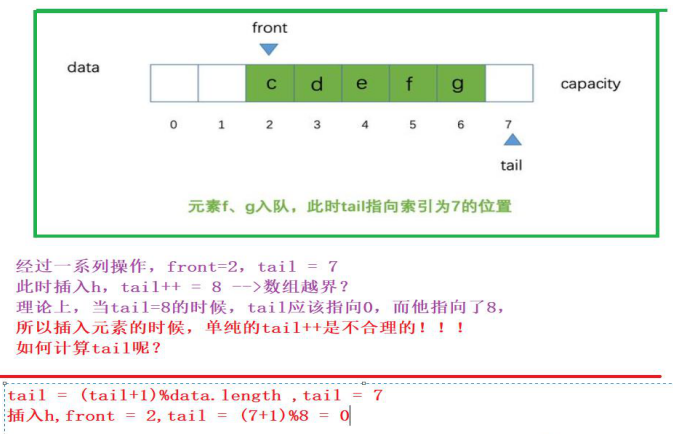 front
data
c d e f g
capacity
0 1 2 3 4 5 6 7
tail
元素f、g入队，此时tail指向索引为7的位置
经过一系列操作，front=2，tail = 7
此时插入h，tail++ = 8 -->数组越界？
理论上，当tail=8的时候，tail应该指向0，而他指向了8，
所以插入元素的时候，单纯的tail++是不合理的！！！
如何计算tail呢？
tail = (tail+1)%data.length ,tail = 7
插入h,front = 2,tail = (7+1)%8 = 0